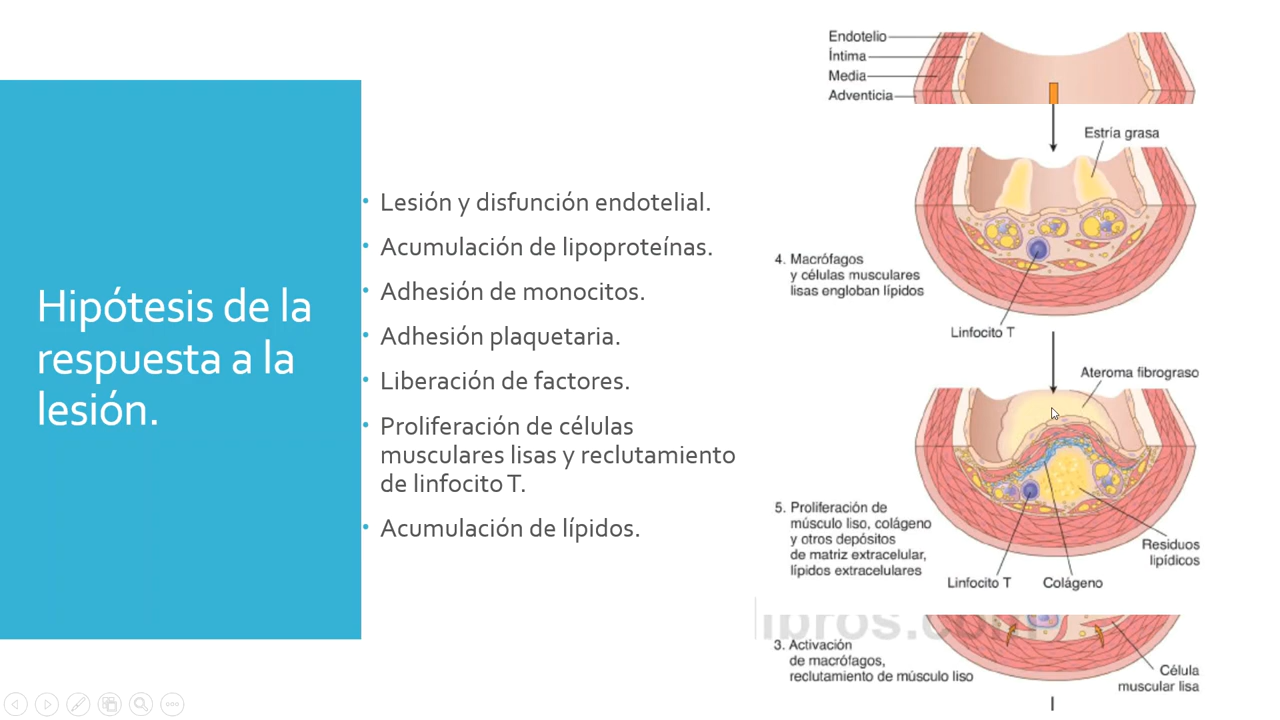 Hipótesis de la
respuesta a la
lesión.
• Lesión y disfunción endotelial.
• Acumulación de lipoproteínas.
• Adhesión de monocitos.
• Adhesión plaquetaria.
• Liberación de factores.
• Proliferación de células
musculares lisas y reclutamiento
de linfocito T.
• Acumulación de lípidos.
Endotelio
Íntima
Media
Adventicia
Estría grasa
4. Macrófagos
y células musculares
lisas engloban lípidos
Linfocito T
Ateroma fibrograso
5. Proliferación de
músculo liso, colágeno
y otros depósitos
de matriz extracelular,
lípidos extracelulares
Residuos
lipídicos
Linfocito T
Colágeno
3. Activación
de macrófagos,
reclutamiento de músculo liso
Célula
muscular lisa